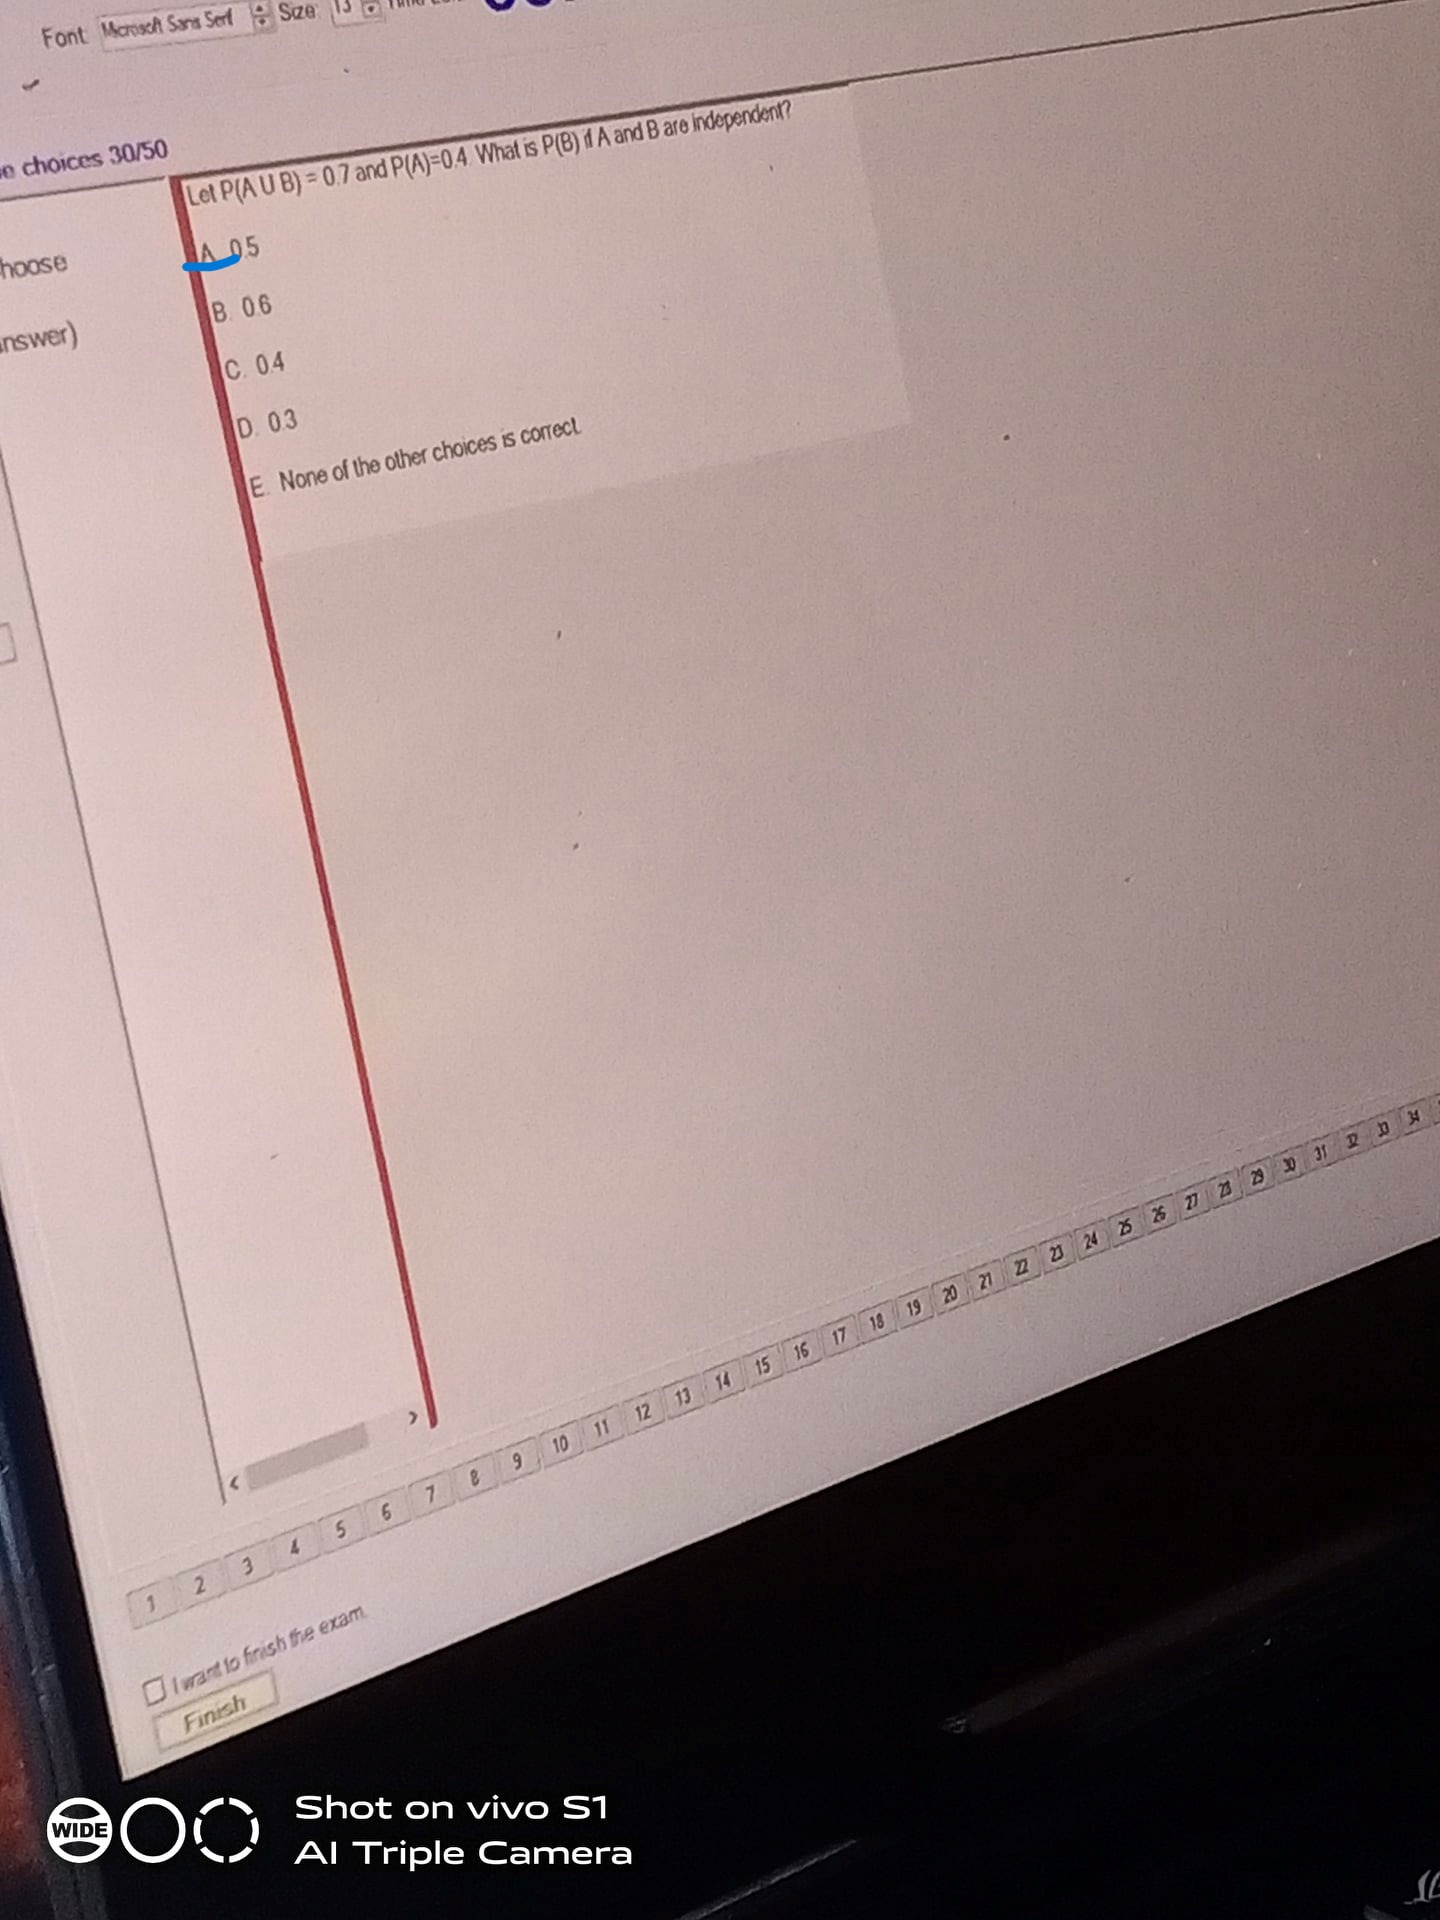 Font: Microsoft Sans Serif Size: 13
e choices 30/50
hoose
nswer)
Let P(A U B) = 0.7 and P(A)=0.4. What is P(B) if A and B are independent?
A. 0.5
B. 0.6
C. 0.4
D. 0.3
E. None of the other choices is correct.
1 2 3 4 5 6 7 8 9 10 11 12 13 14 15 16 17 18 19 20 21 22 23 24 25 26 27 28 29 30 31 32 33 34
I want to finish the exam.
Finish
WIDE
Shot on vivo S1
AI Triple Camera